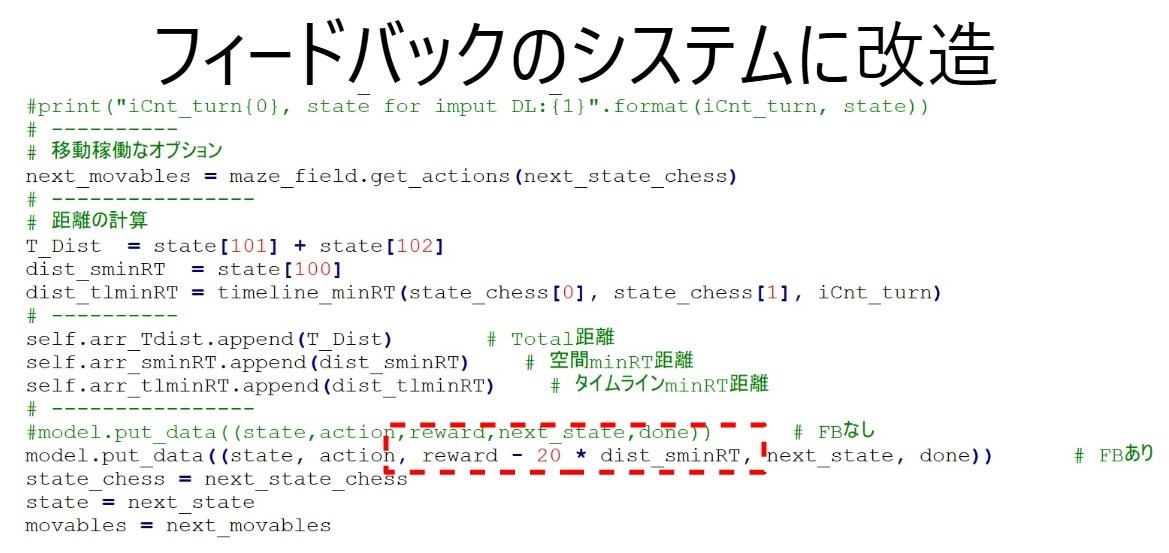 フィードバックのシステムに改造
#print("iCnt_turn{0}, state for imput DL:{1}".format(iCnt_turn, state))
# ----------
# 移動稼働なオプション
next_movables = maze_field.get_actions(next_state_chess)
# ----------------
# 距離の計算
T_Dist  = state[101] + state[102]
dist_sminRT  = state[100]
dist_tlminRT = timeline_minRT(state_chess[0], state_chess[1], iCnt_turn)
# ----------
self.arr_Tdist.append(T_Dist)      # Total距離
self.arr_sminRT.append(dist_sminRT)    # 空間minRT距離
self.arr_tlminRT.append(dist_tlminRT)    # タイムラインminRT距離
# ----------------
#model.put_data((state,action,reward,next_state,done))     # FBなし
model.put_data((state, action, reward - 20 * dist_sminRT, next_state, done))     # FBあり
state_chess = next_state_chess
state = next_state
movables = next_movables